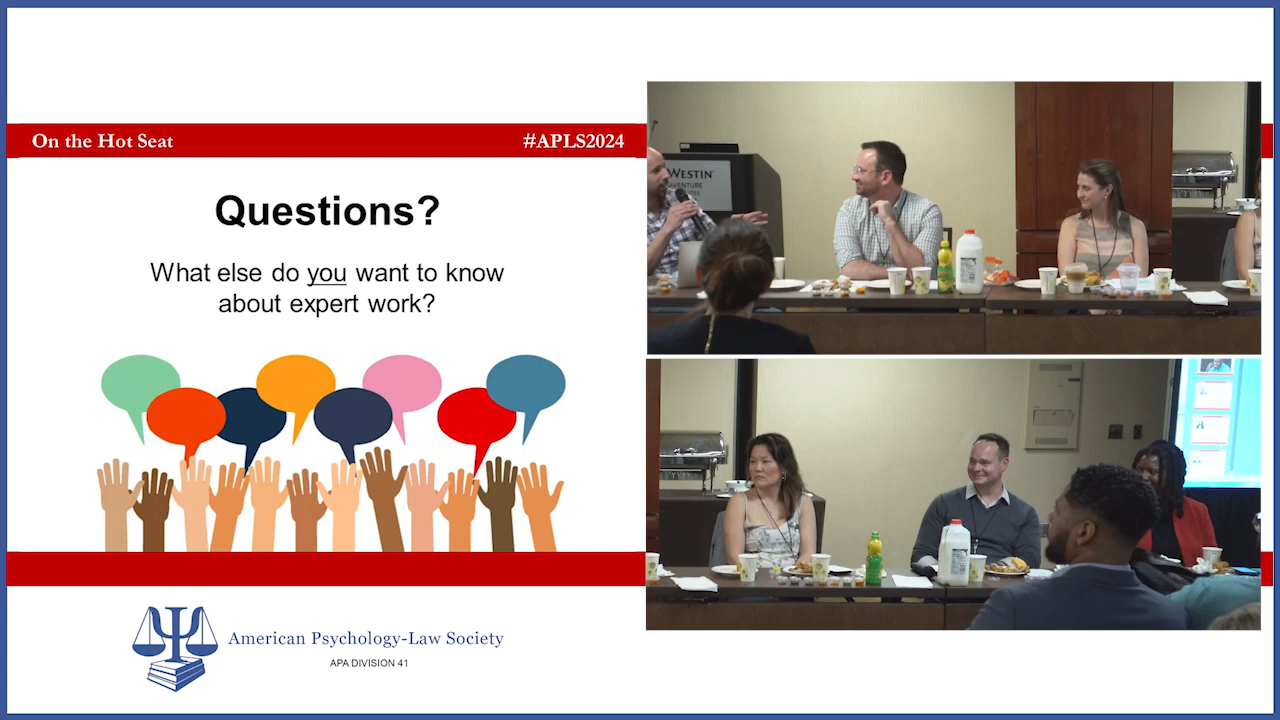 On the Hot Seat
#APLS2024
Questions?
What else do you want to know
about expert work?
American Psychology-Law Society
APA DIVISION 41
WESTIN